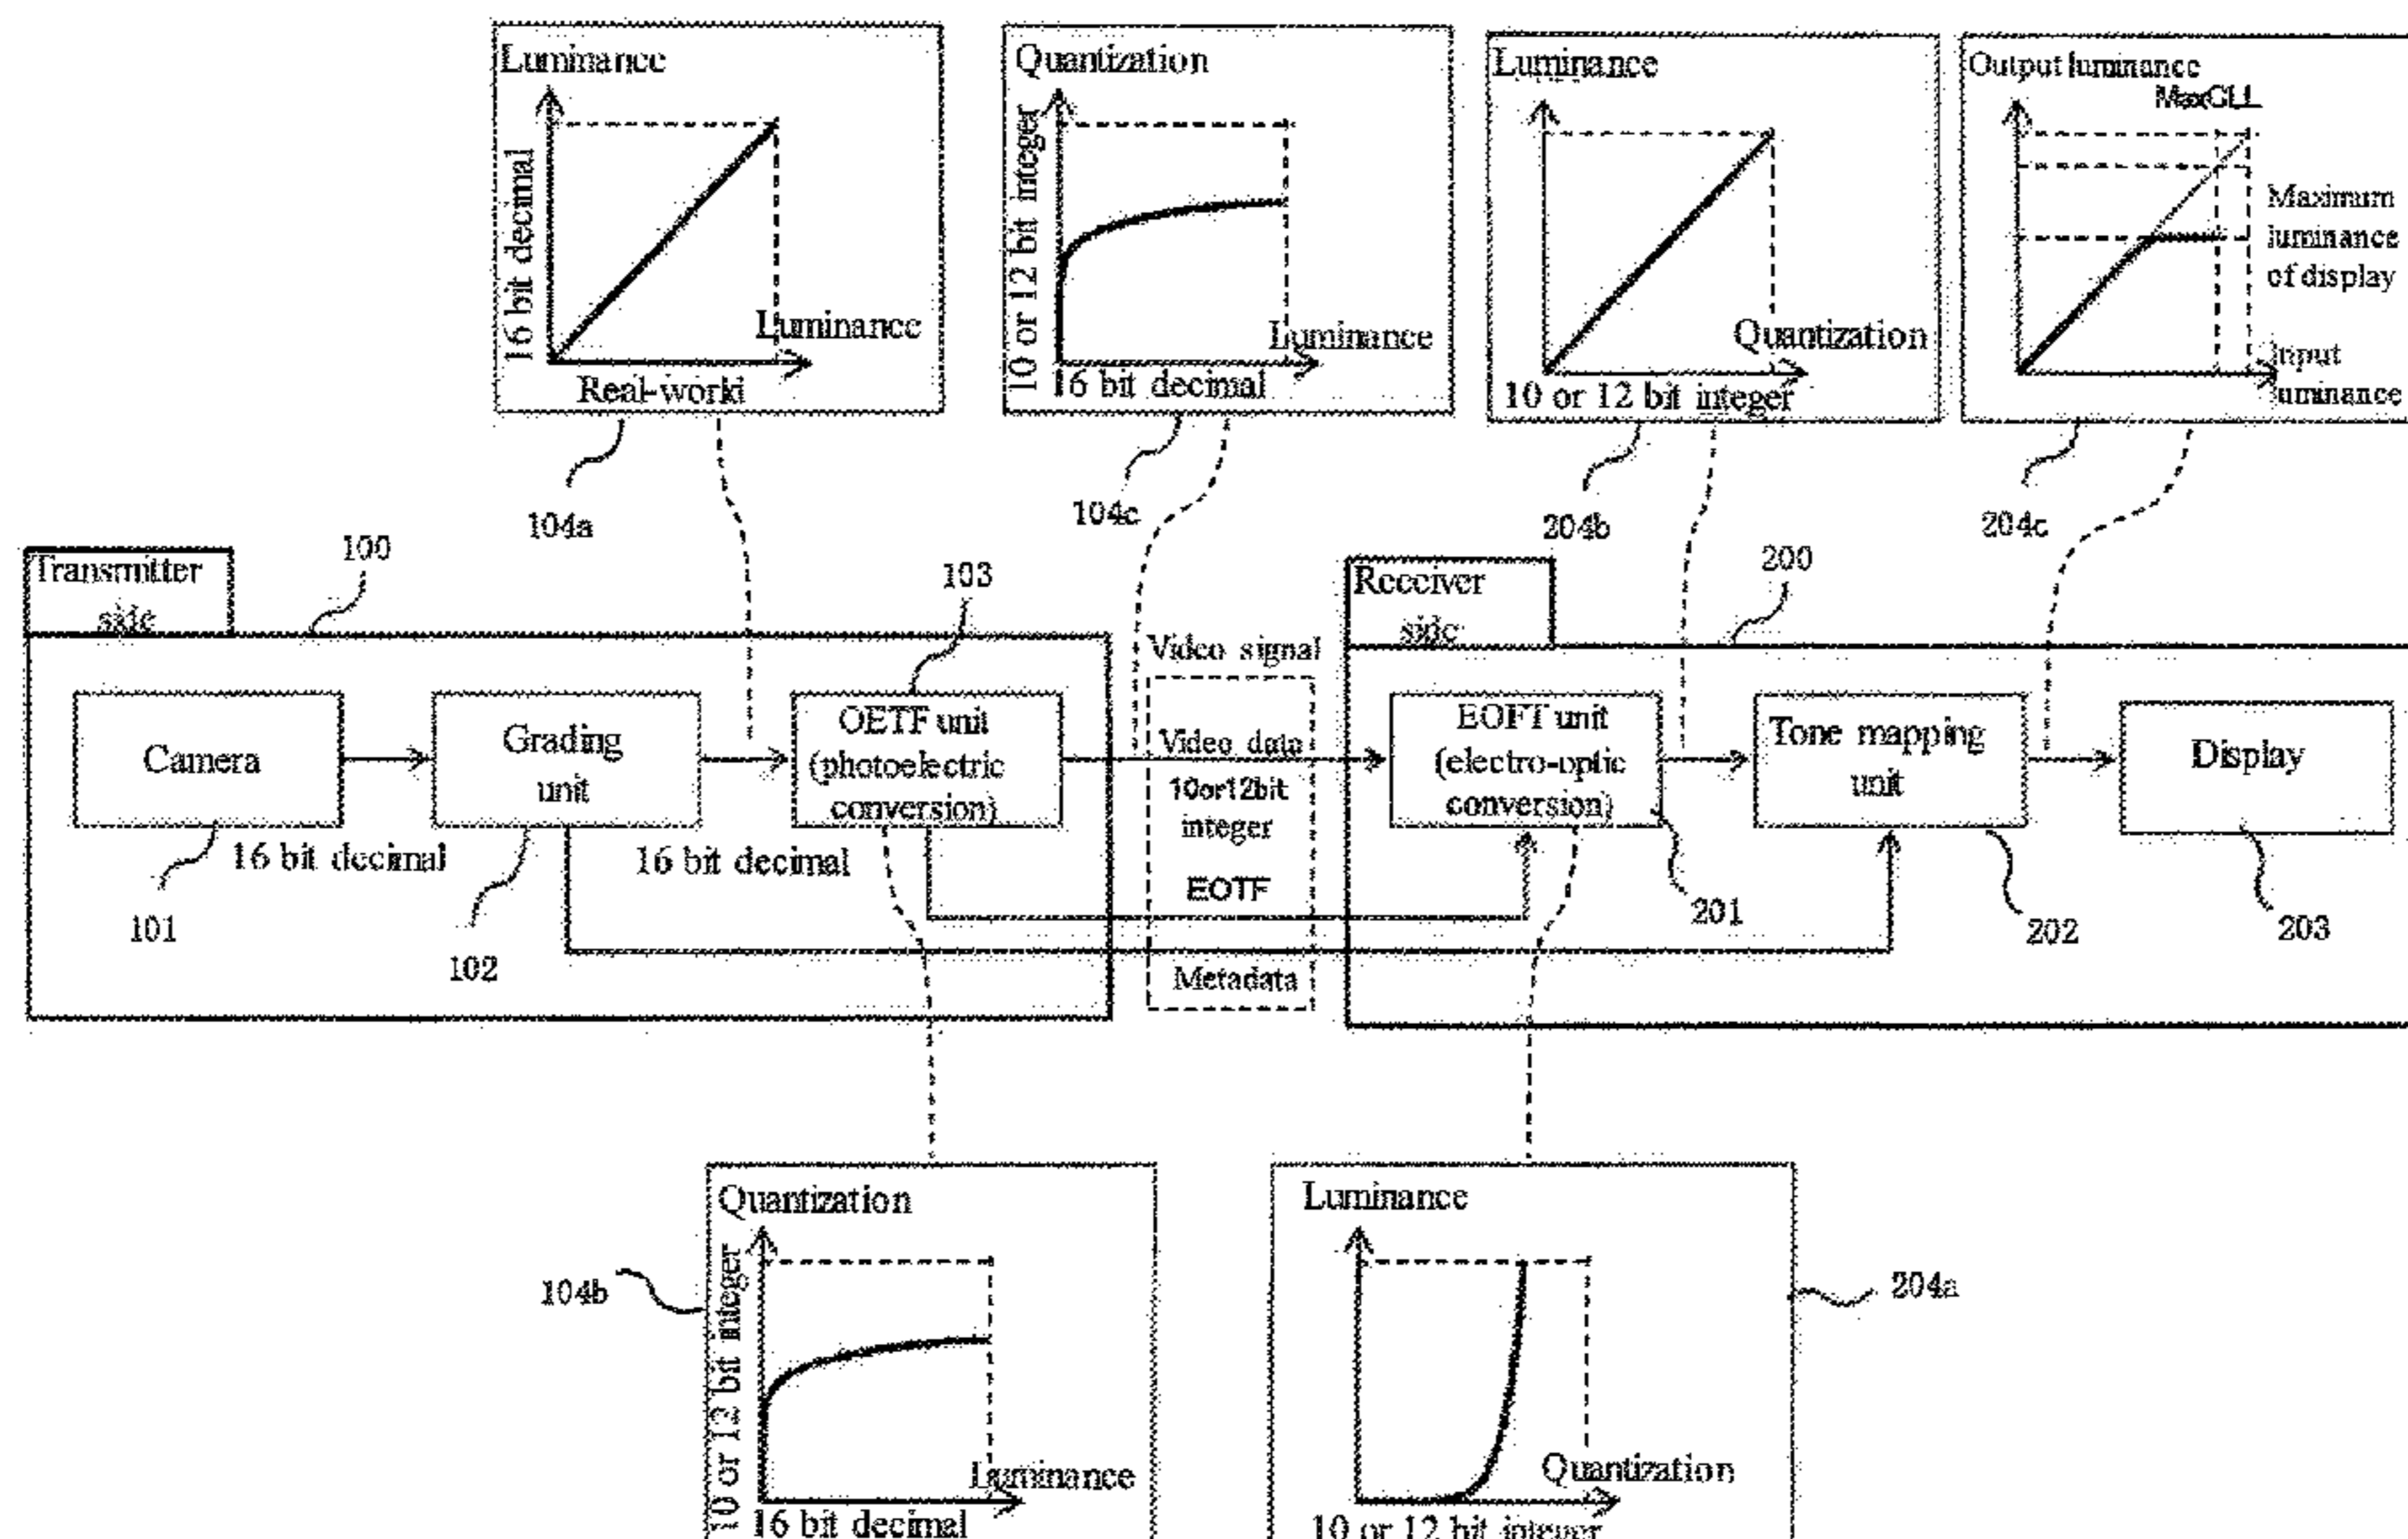 Luminance
16 bit decimal
Luminance
Real-world
104a
Quantization
10 or 12 bit integer
Luminance
16 bit decimal
104c
Luminance
Quantization
10 or 12 bit integer
204b
Output luminance
MaxCLL
Maximum
luminance
of display
Input
luminance
204c
Transmitter
side
100
Camera
101
16 bit decimal
Grading
unit
102
16 bit decimal
103
OETF unit
(photoelectric
conversion)
Video signal
Video data
10or12bit
integer
EOTF
Metadata
Receiver
side
200
EOFT unit
(electro-optic
conversion)
201
Tone mapping
unit
202
Display
203
Quantization
10 or 12 bit integer
Luminance
16 bit decimal
104b
Luminance
Quantization
10 or 12 bit integer
204a